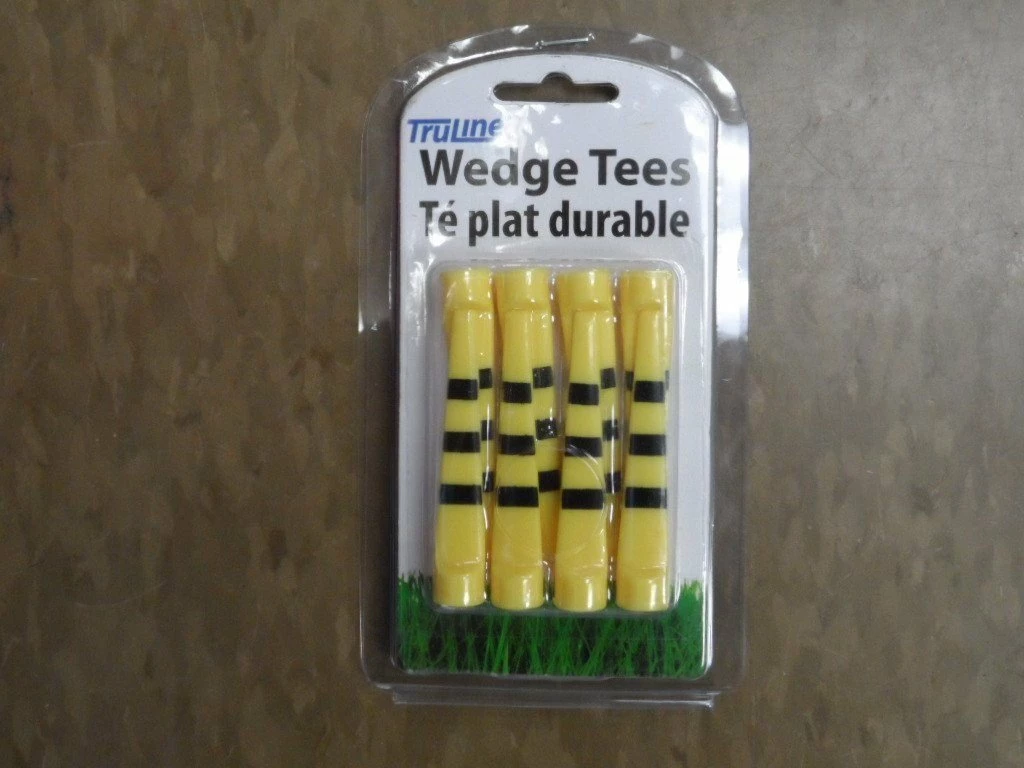 TruLine
Wedge Tees
Té plat durable